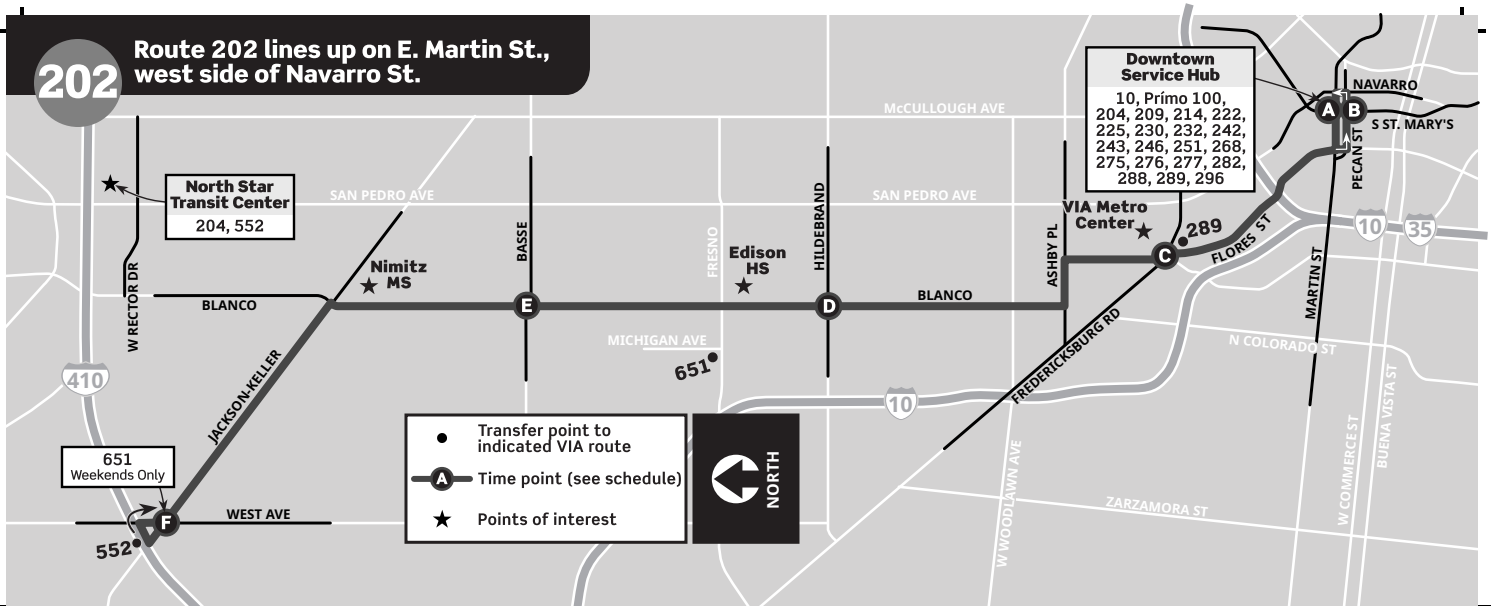 202
Route 202 lines up on E. Martin St.,
west side of Navarro St.
Downtown
Service Hub
10, Prímo 100,
204, 209, 214, 222,
225, 230, 232, 242,
243, 246, 251, 268,
275, 276, 277, 282,
288, 289, 296
NAVARRO
A
B
S ST. MARY'S
PECAN ST
McCULLOUGH AVE
North Star
Transit Center
204, 552
SAN PEDRO AVE
SAN PEDRO AVE
W RECTOR DR
BASSE
HILDEBRAND
FRESNO
ASHBY PL
VIA Metro
Center
289
C
FLORES ST
10
35
MARTIN ST
Nimitz
MS
Edison
HS
BLANCO
E
D
BLANCO
MICHIGAN AVE
651
FREDERICKSBURG RD
N COLORADO ST
410
JACKSON-KELLER
10
BUENA VISTA ST
W COMMERCE ST
W WOODLAWN AVE
ZARZAMORA ST
651
Weekends Only
F
WEST AVE
552
Transfer point to
indicated VIA route
A
Time point (see schedule)
Points of interest
NORTH